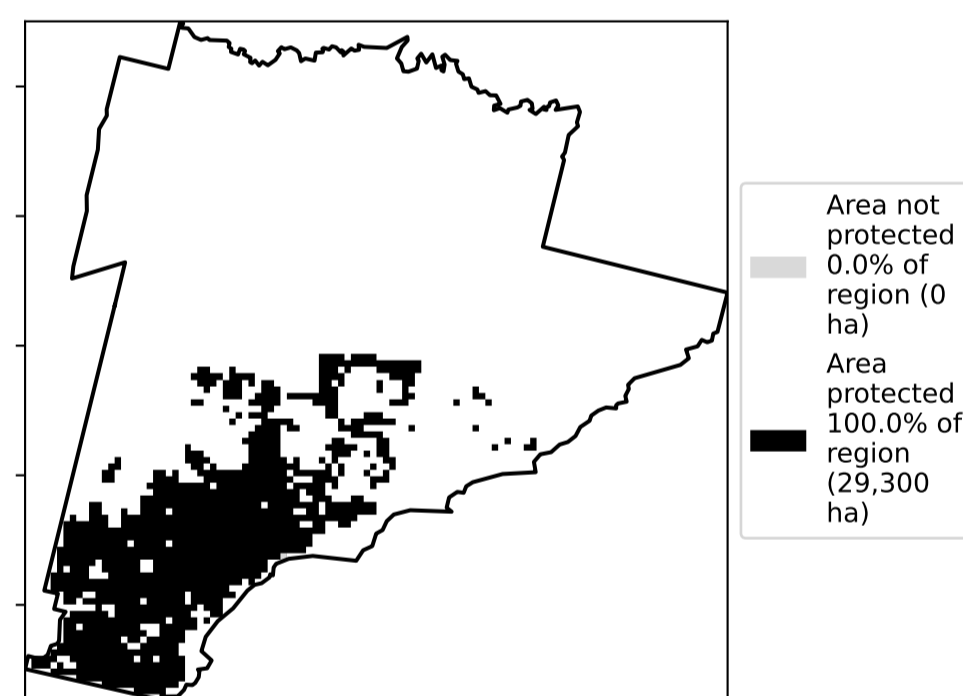 Area not
protected
0.0% of
region (0
ha)
Area
protected
100.0% of
region
(29,300
ha)